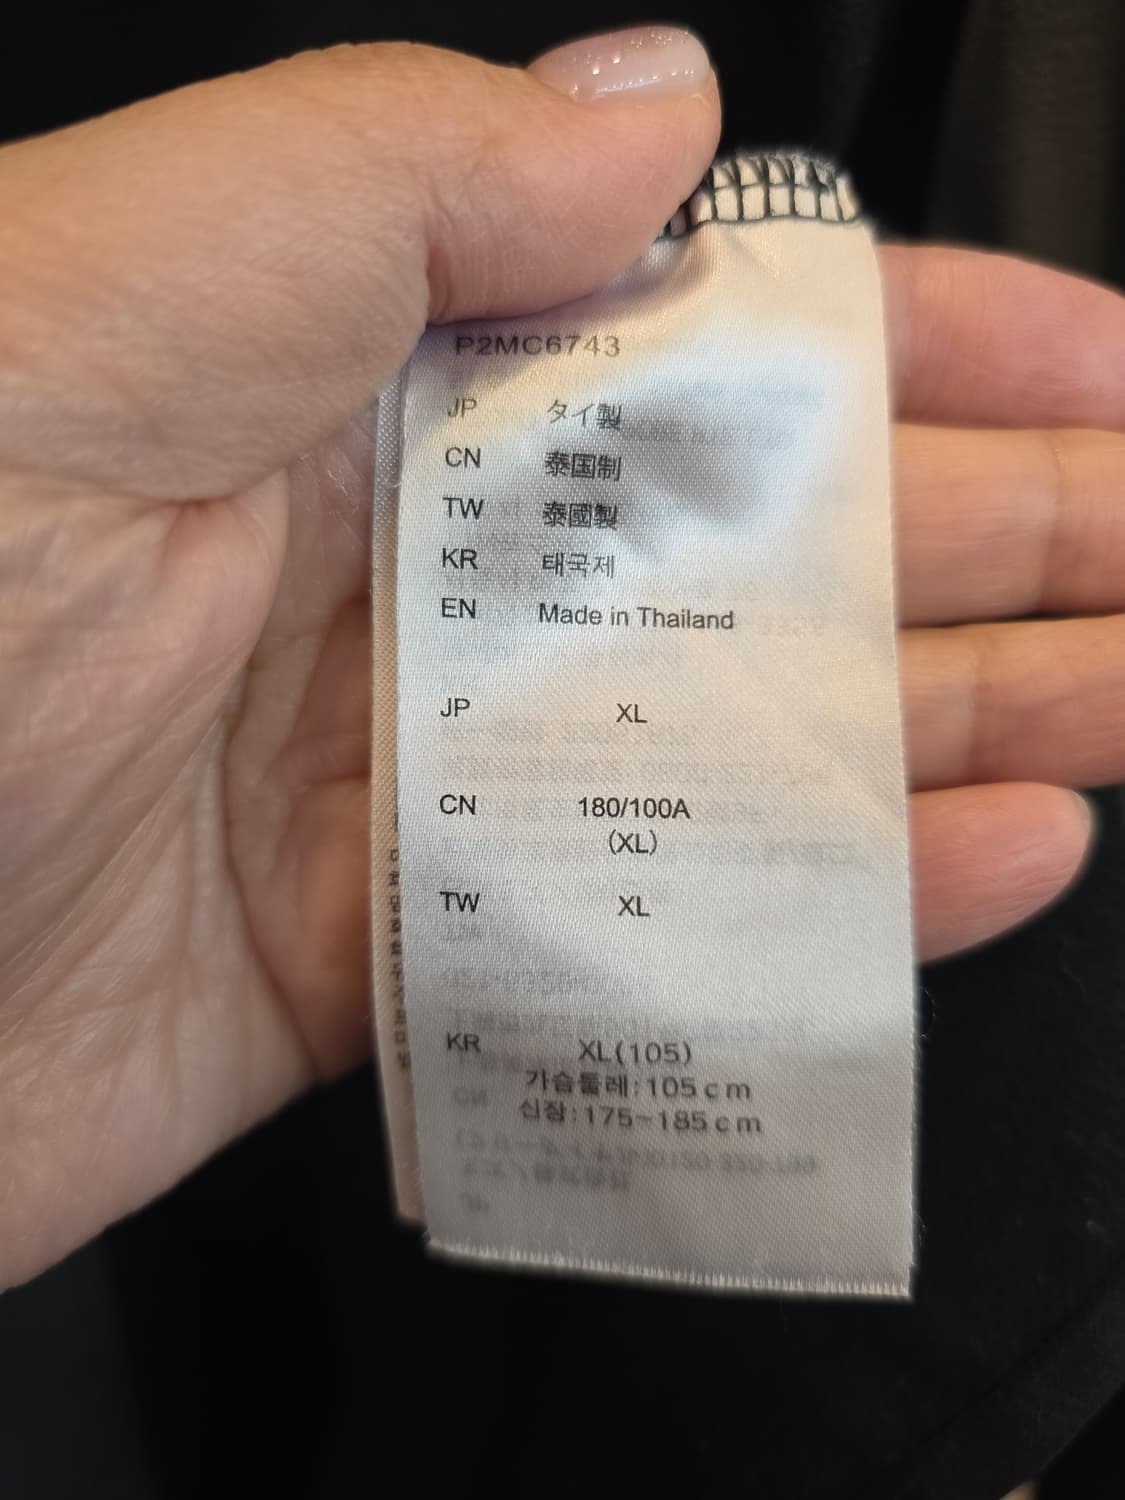 P2MC6743
JP タイ製
CN 泰国制
TW 泰國製
KR 태국제
EN Made in Thailand
JP XL
CN 180/100A
(XL)
TW XL
KR XL(105)
가슴둘레:105cm
신장:175~185cm